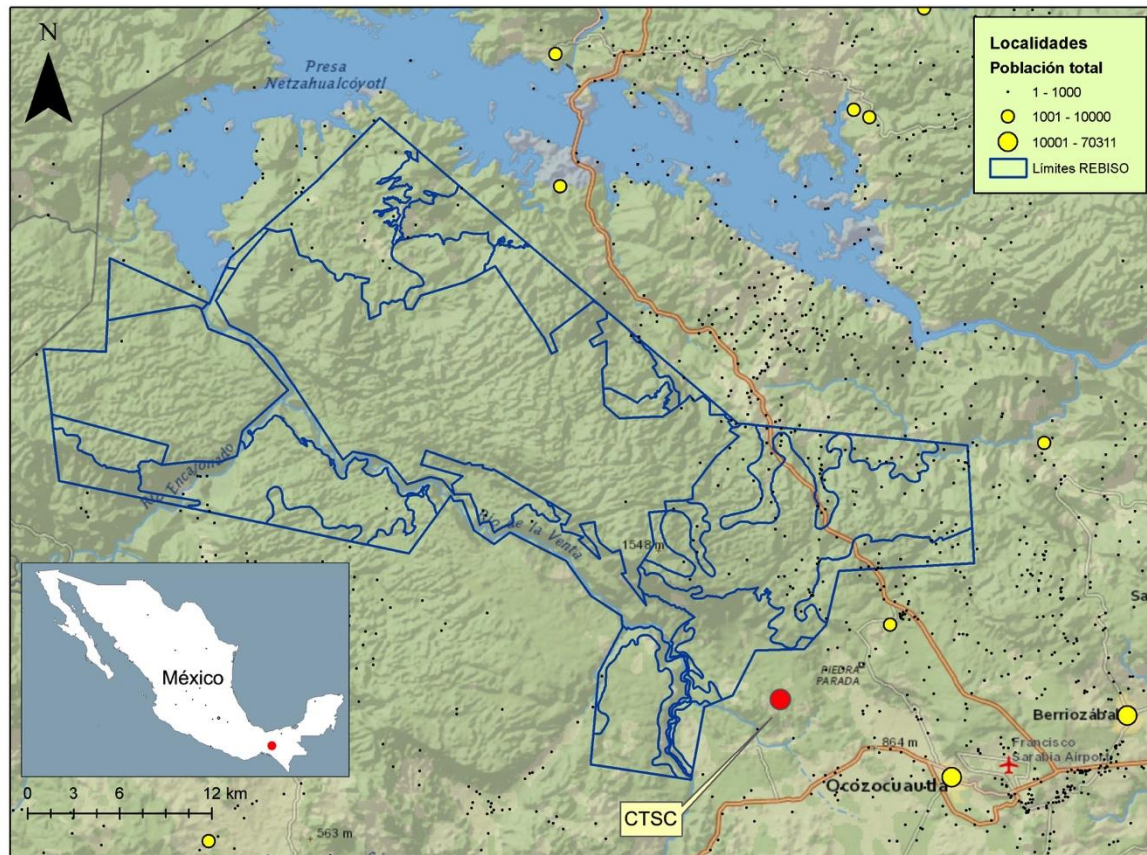 N
Presa
Netzahualcóyotl
Localidades
Población total
1 - 1000
1001 - 10000
10001 - 70311
Límites REBISO
Río Encajonado
Río de la Venta
1548 m
México
PIEDRA
PARADA
Sa
Berriozábal
864 m
Francisco
Sarabia Airport
Ocozocuautla
CTSC
0 3 6 12 km
563 m